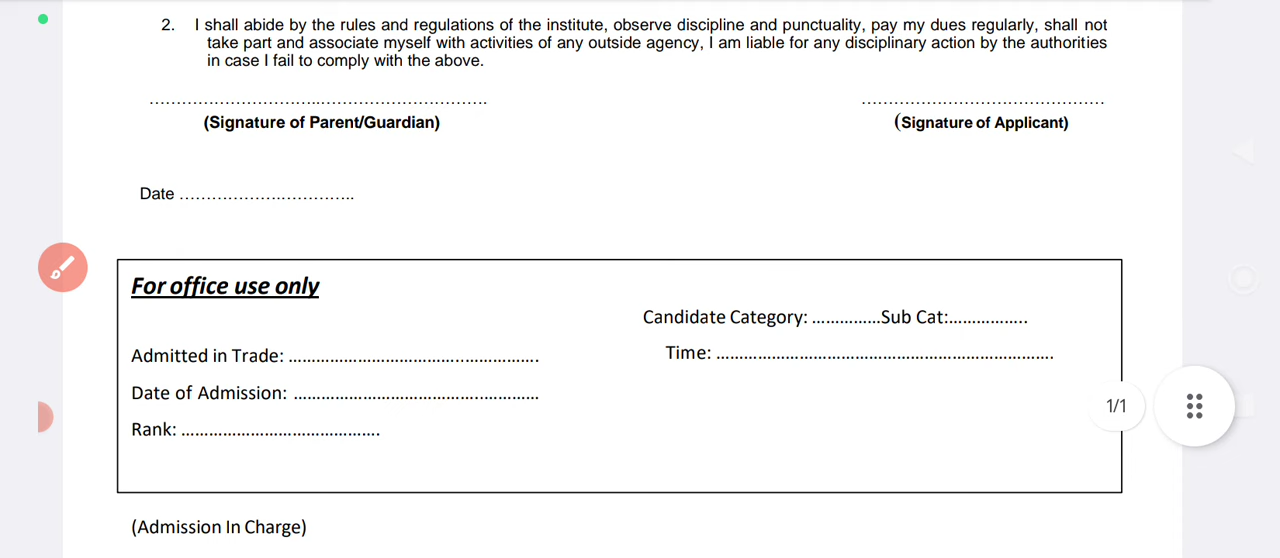 2. I shall abide by the rules and regulations of the institute, observe discipline and punctuality, pay my dues regularly, shall not
take part and associate myself with activities of any outside agency, I am liable for any disciplinary action by the authorities
in case I fail to comply with the above.
................................................................ ..............................................
(Signature of Parent/Guardian) (Signature of Applicant)
Date .................................
For office use only
Candidate Category: ...............Sub Cat:.................
Admitted in Trade: ...................................................... Time: .........................................................................
Date of Admission: .....................................................
1/1
Rank: ...........................................
(Admission In Charge)